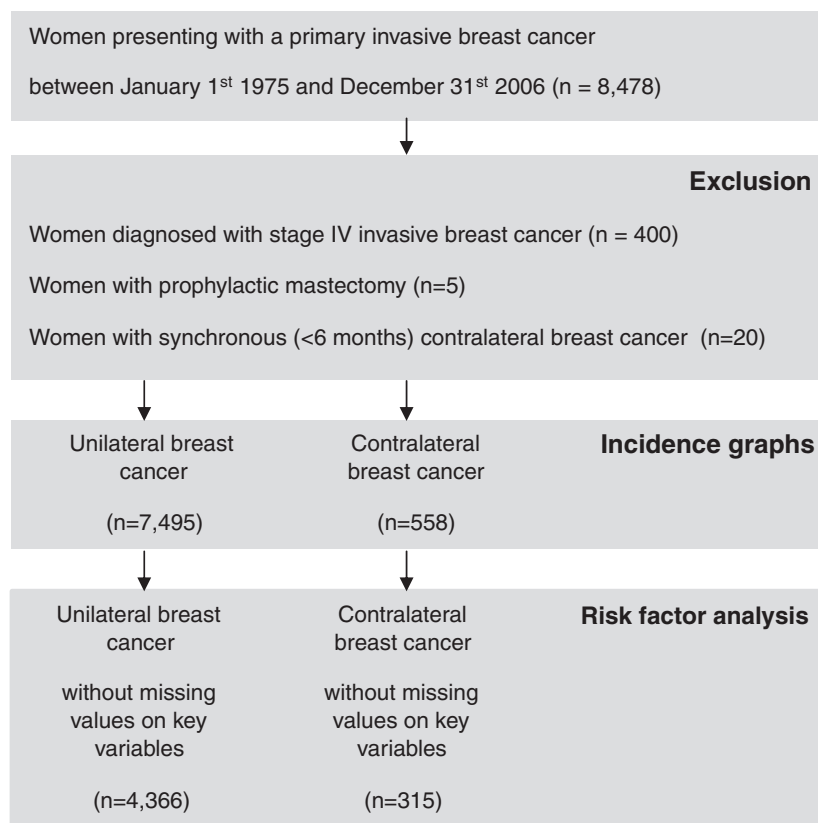 Women presenting with a primary invasive breast cancer
between January 1st 1975 and December 31st 2006 (n = 8,478)
Exclusion
Women diagnosed with stage IV invasive breast cancer (n = 400)
Women with prophylactic mastectomy (n=5)
Women with synchronous (<6 months) contralateral breast cancer (n=20)
Incidence graphs
Unilateral breast
cancer
(n=7,495)
Contralateral
breast cancer
(n=558)
Risk factor analysis
Unilateral breast
cancer
without missing
values on key
variables
(n=4,366)
Contralateral
breast cancer
without missing
values on key
variables
(n=315)